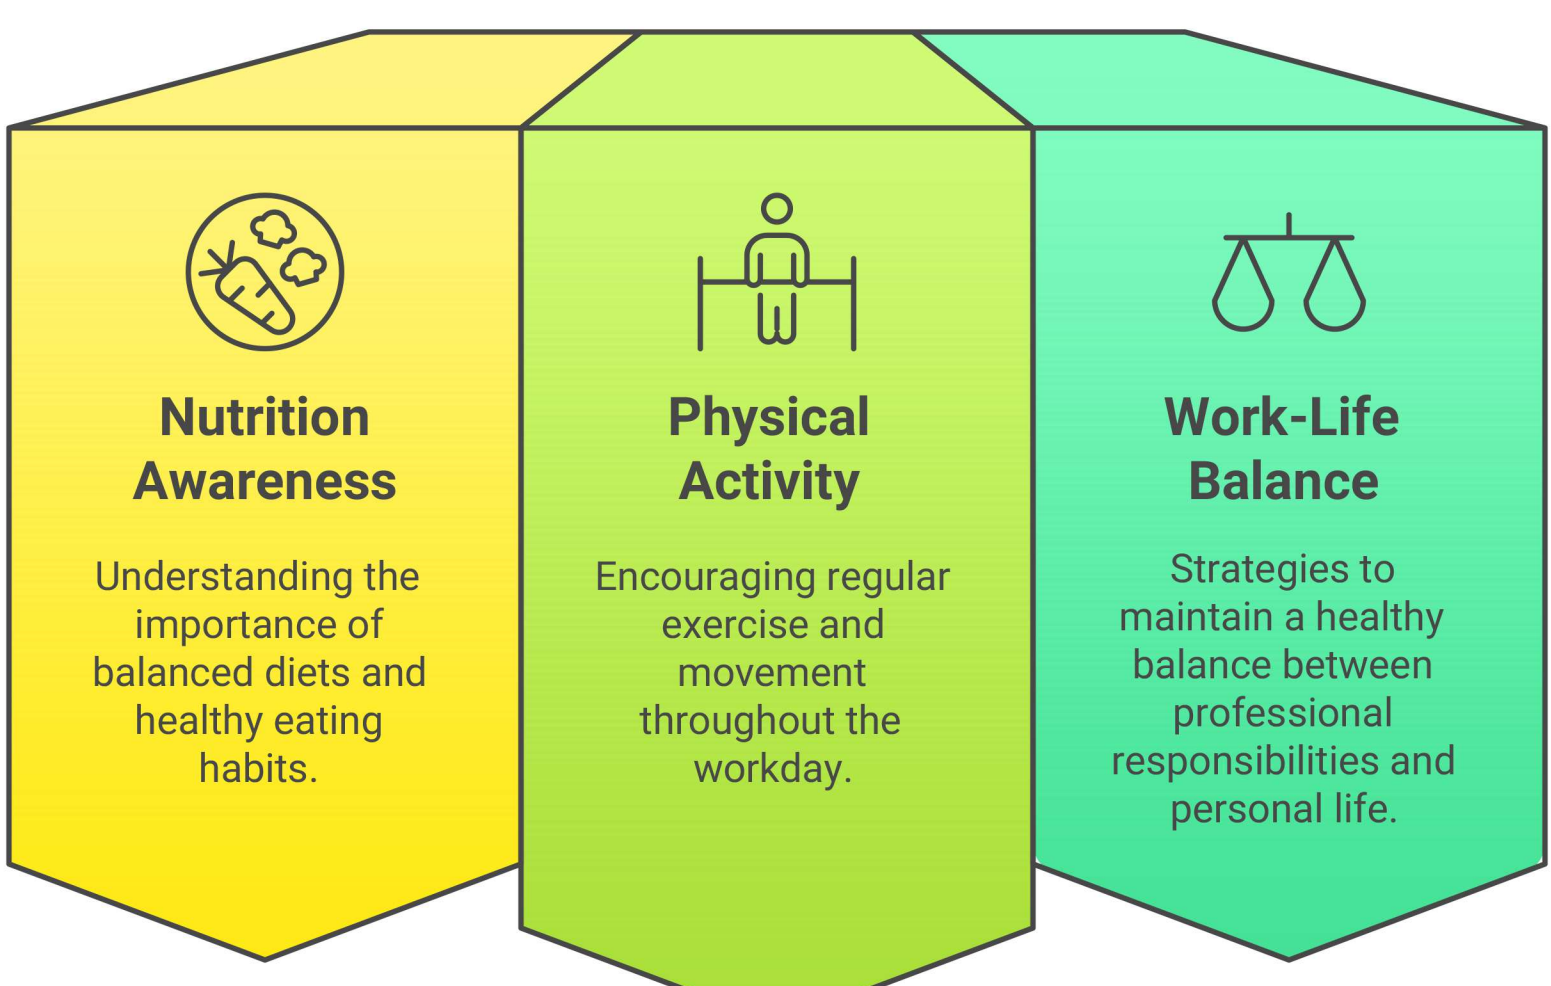 Nutrition
Awareness
Understanding the
importance of
balanced diets and
healthy eating
habits.
Physical
Activity
Encouraging regular
exercise and
movement
throughout the
workday.
Work-Life
Balance
Strategies to
maintain a healthy
balance between
professional
responsibilities and
personal life.